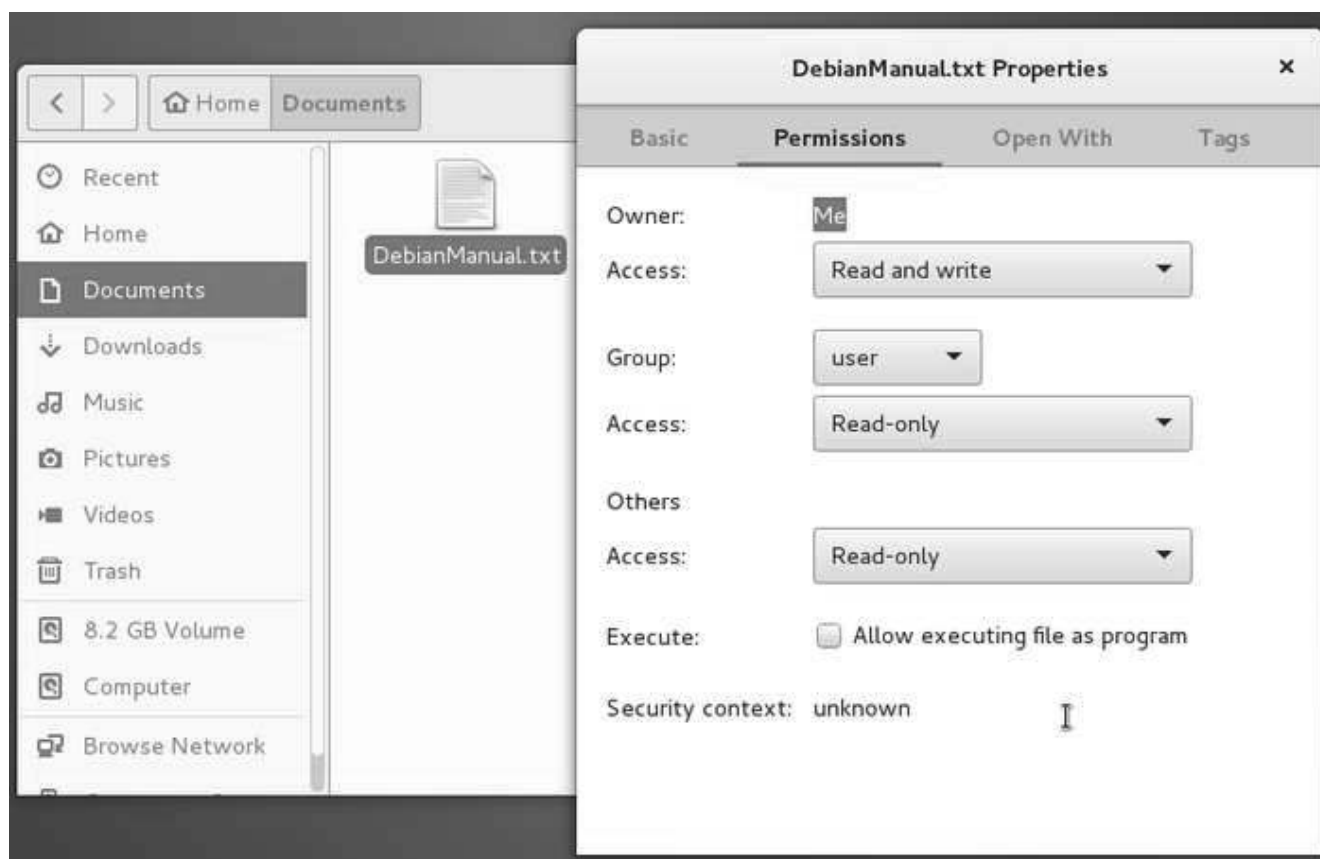 Home Documents
Recent
Home
Documents
Downloads
Music
Pictures
Videos
Trash
8.2 GB Volume
Computer
Browse Network
DebianManual.txt
DebianManual.txt Properties
Basic Permissions Open With Tags
Owner: Me
Access: Read and write
Group: user
Access: Read-only
Others
Access: Read-only
Execute: Allow executing file as program
Security context: unknown